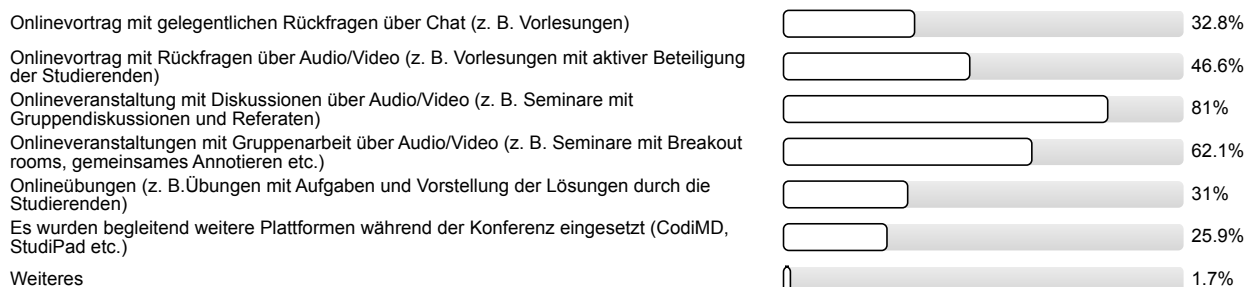 Onlinevortrag mit gelegentlichen Rückfragen über Chat (z. B. Vorlesungen) 32.8%
Onlinevortrag mit Rückfragen über Audio/Video (z. B. Vorlesungen mit aktiver Beteiligung
der Studierenden) 46.6%
Onlineveranstaltung mit Diskussionen über Audio/Video (z. B. Seminare mit
Gruppendiskussionen und Referaten) 81%
Onlineveranstaltungen mit Gruppenarbeit über Audio/Video (z. B. Seminare mit Breakout
rooms, gemeinsames Annotieren etc.) 62.1%
Onlineübungen (z. B.Übungen mit Aufgaben und Vorstellung der Lösungen durch die
Studierenden) 31%
Es wurden begleitend weitere Plattformen während der Konferenz eingesetzt (CodiMD,
StudiPad etc.) 25.9%
Weiteres 1.7%